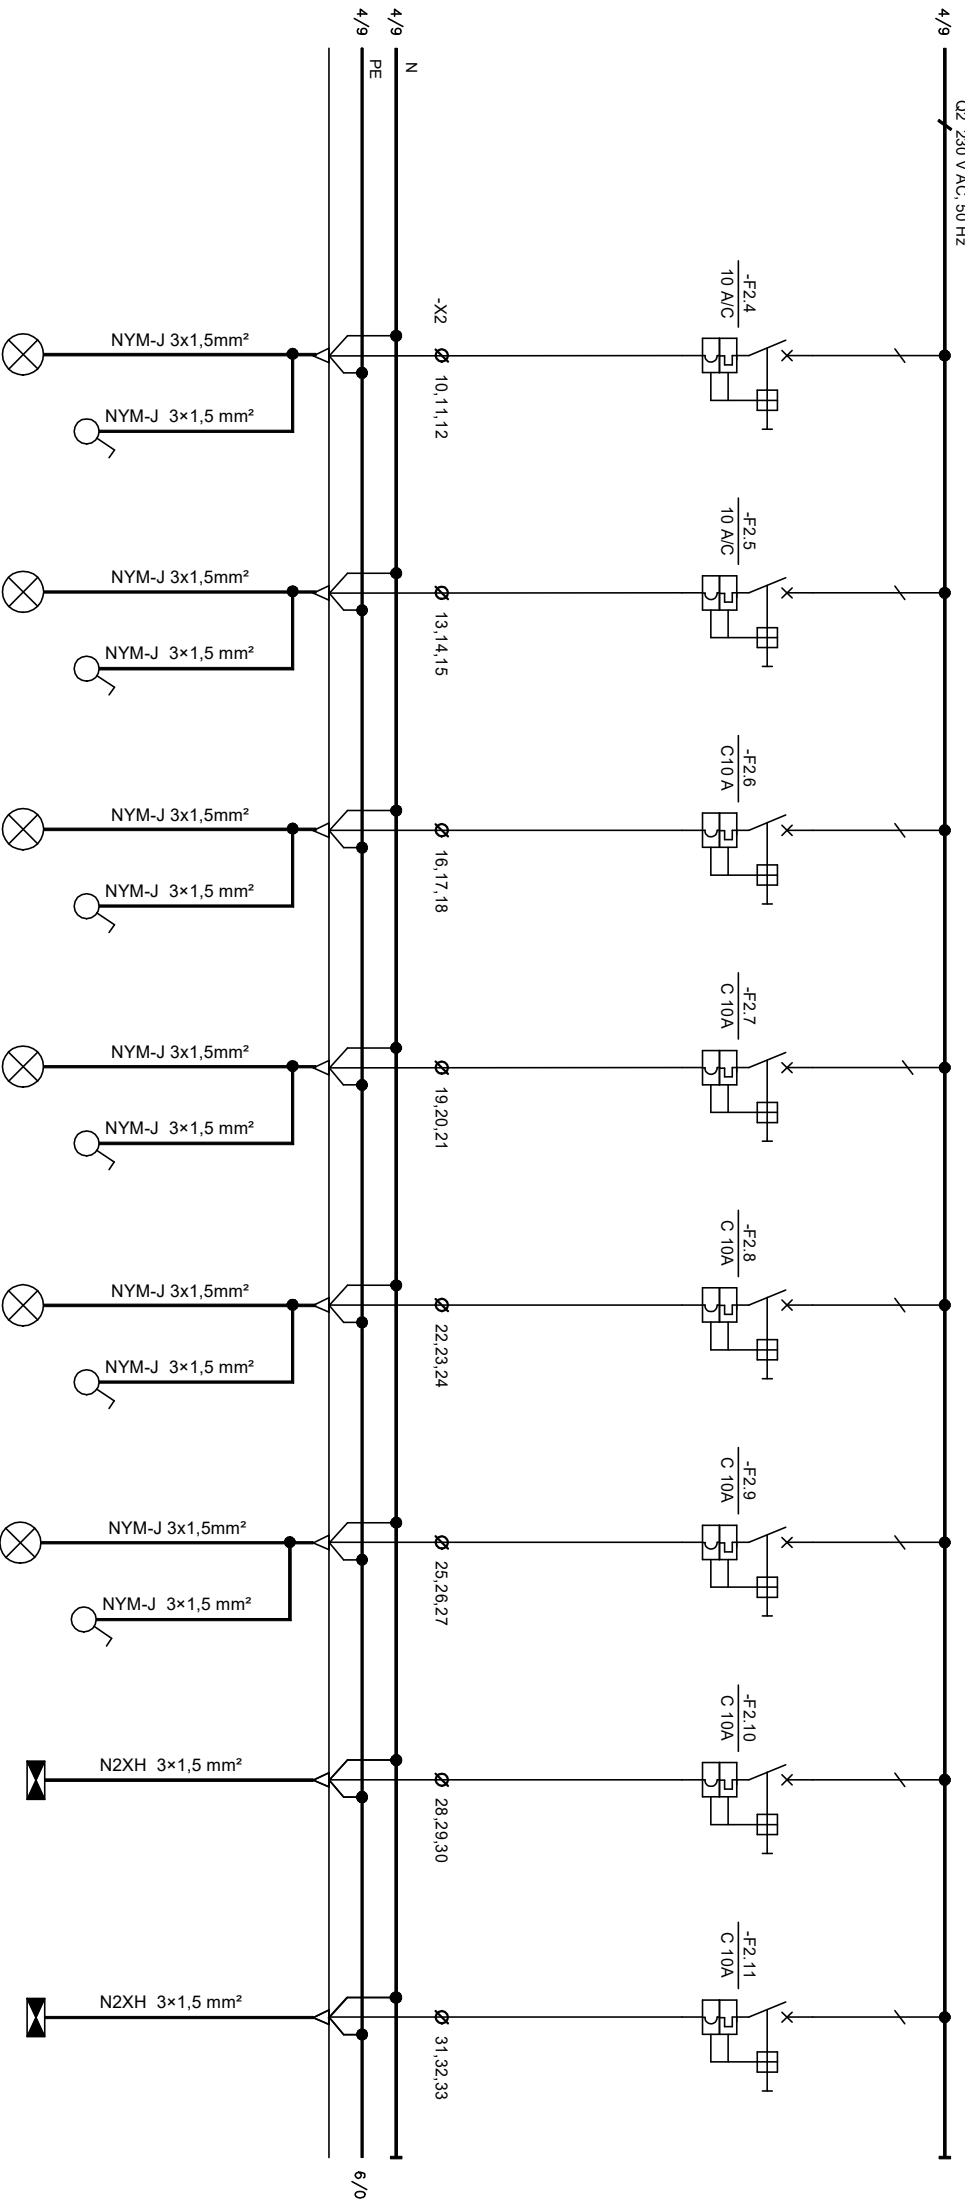 4/9
Q2 230 V AC, 50 Hz
4/9
N
4/9
PE
-F2.4
10 A/C
-X2
10,11,12
NYM-J 3x1,5mm²
NYM-J 3×1,5 mm²
-F2.5
10 A/C
13,14,15
NYM-J 3x1,5mm²
NYM-J 3×1,5 mm²
-F2.6
C10 A
16,17,18
NYM-J 3x1,5mm²
NYM-J 3×1,5 mm²
-F2.7
C 10A
19,20,21
NYM-J 3x1,5mm²
NYM-J 3×1,5 mm²
-F2.8
C 10A
22,23,24
NYM-J 3x1,5mm²
NYM-J 3×1,5 mm²
-F2.9
C 10A
25,26,27
NYM-J 3x1,5mm²
NYM-J 3×1,5 mm²
-F2.10
C 10A
28,29,30
N2XH 3×1,5 mm²
-F2.11
C 10A
31,32,33
N2XH 3×1,5 mm²
6/0